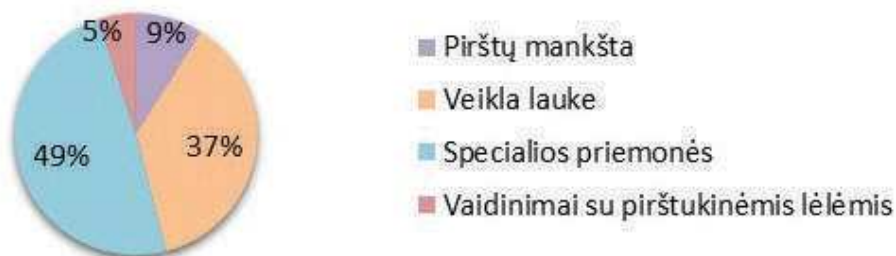 5%
9%
37%
49%
Pirštų mankšta
Veikla lauke
Specialios priemonės
Vaidinimai su pirštukinėmis lėlėmis